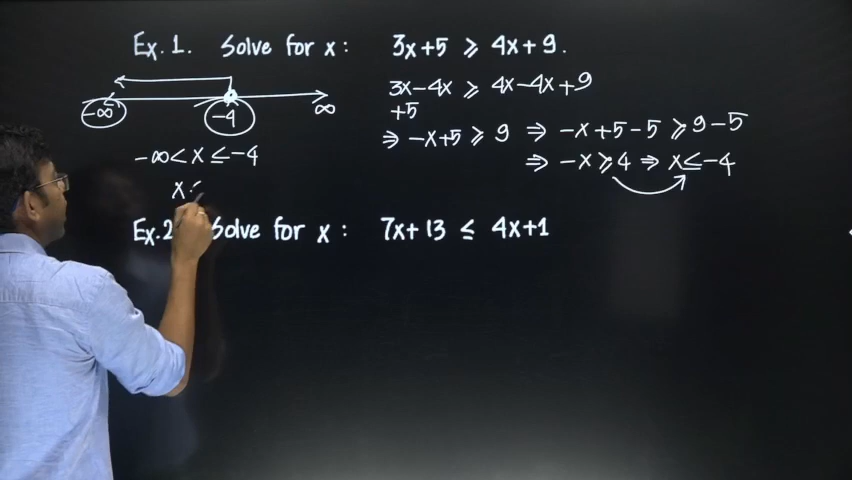 Ex. 1. Solve for x : 3x+5 ⩾ 4x+9.
3x-4x ⩾ 4x-4x+9
+5
-∞ -4 ∞
⇒ -x+5 ⩾ 9 ⇒ -x+5-5 ⩾ 9-5
-∞ < x ≤ -4
⇒ -x ⩾ 4 ⇒ x ≤ -4
x
Ex.2 Solve for x : 7x+13 ≤ 4x+1